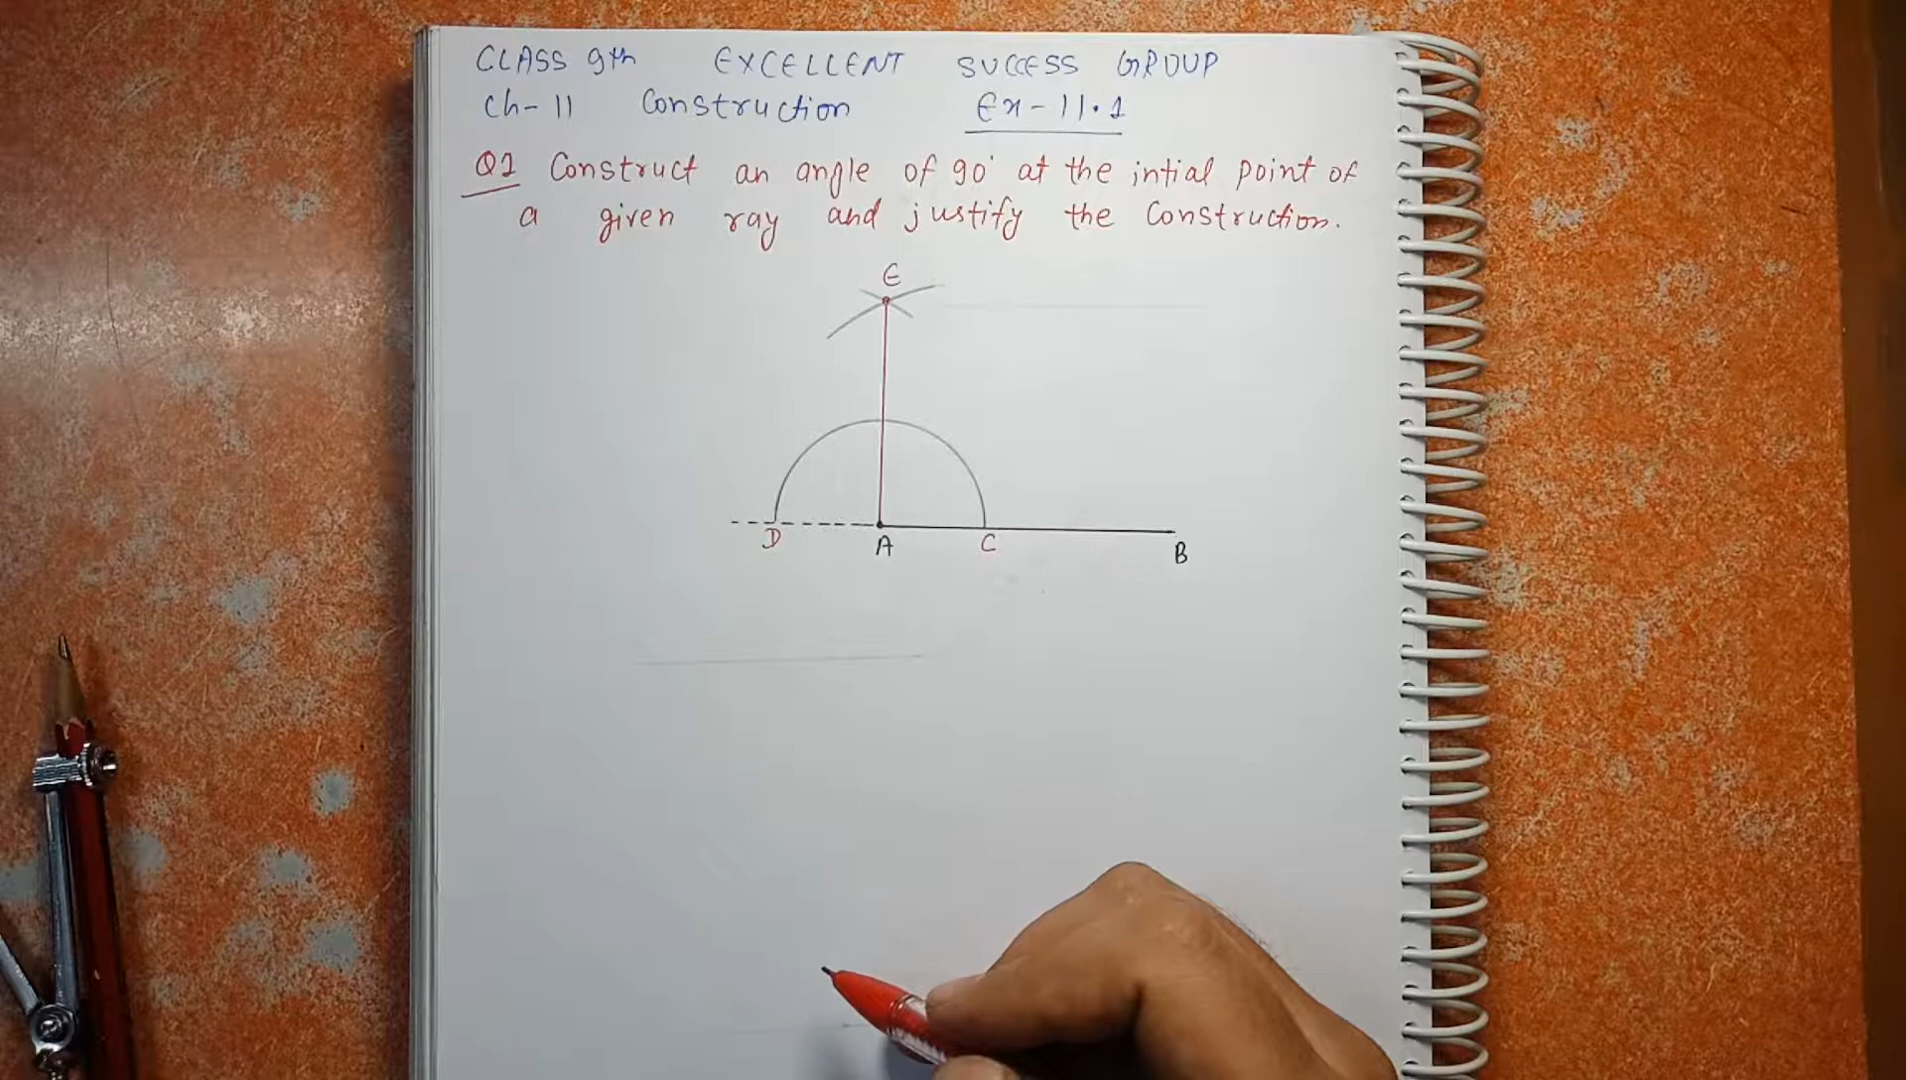 CLASS 9th EXCELLENT SUCCESS GROUP
Ch-11 Construction Ex-11.1
Q1 Construct an angle of 90° at the intial point of
a given ray and justify the Construction.
E
D A C B